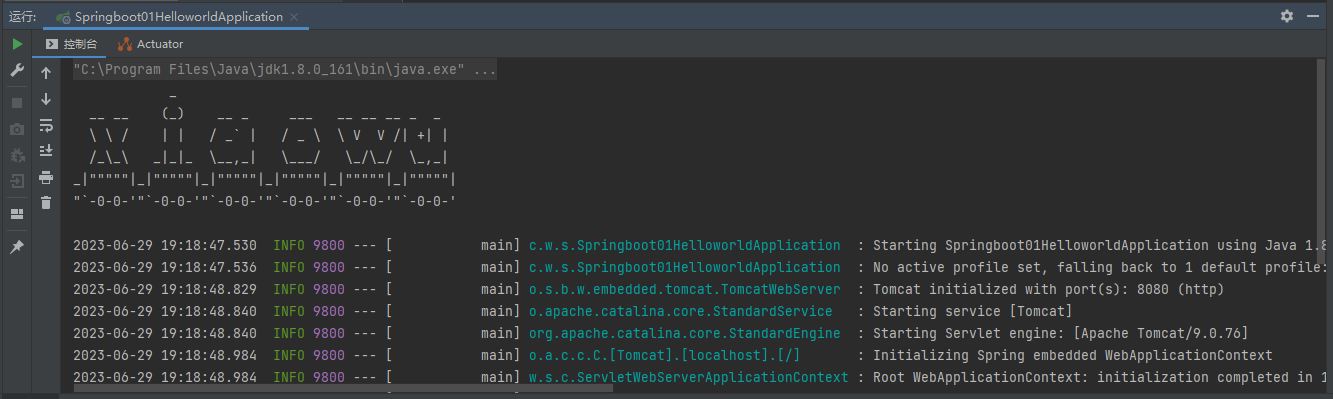 运行: Springboot01HelloworldApplication ×
控制台 Actuator
"C:\Program Files\Java\jdk1.8.0_161\bin\java.exe" ...
            _
  __ __    (_)    __ _     ___   __ __ __ _  _
  \ \ /    | |   / _` |   / _ \  \ V  V /| +| |
  /_\_\   _|_|_  \__,_|   \___/   \_/\_/  \_,_|
_|"""""|_|"""""|_|"""""|_|"""""|_|"""""|_|"""""|
"`-0-0-'"`-0-0-'"`-0-0-'"`-0-0-'"`-0-0-'"`-0-0-'
2023-06-29 19:18:47.530  INFO 9800 --- [           main] c.w.s.Springboot01HelloworldApplication  : Starting Springboot01HelloworldApplication using Java 1.8
2023-06-29 19:18:47.536  INFO 9800 --- [           main] c.w.s.Springboot01HelloworldApplication  : No active profile set, falling back to 1 default profile:
2023-06-29 19:18:48.829  INFO 9800 --- [           main] o.s.b.w.embedded.tomcat.TomcatWebServer  : Tomcat initialized with port(s): 8080 (http)
2023-06-29 19:18:48.840  INFO 9800 --- [           main] o.apache.catalina.core.StandardService   : Starting service [Tomcat]
2023-06-29 19:18:48.840  INFO 9800 --- [           main] org.apache.catalina.core.StandardEngine  : Starting Servlet engine: [Apache Tomcat/9.0.76]
2023-06-29 19:18:48.984  INFO 9800 --- [           main] o.a.c.c.C.[Tomcat].[localhost].[/]       : Initializing Spring embedded WebApplicationContext
2023-06-29 19:18:48.984  INFO 9800 --- [           main] w.s.c.ServletWebServerApplicationContext : Root WebApplicationContext: initialization completed in 1